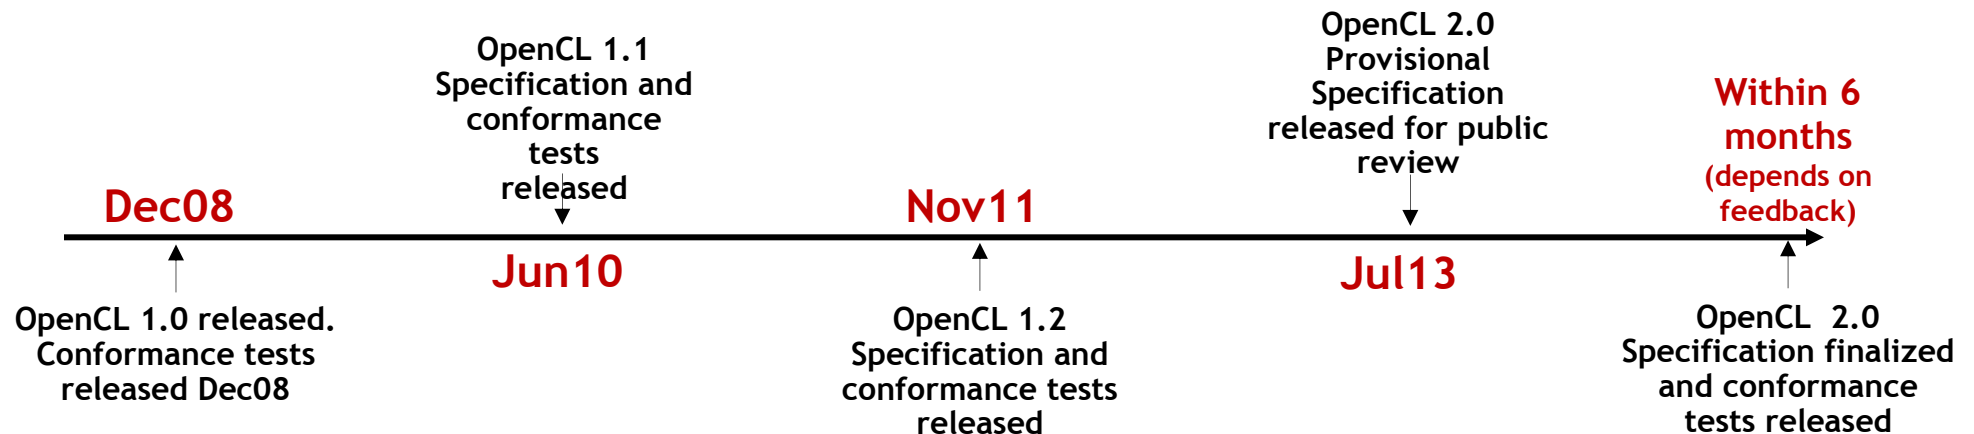 Dec08
OpenCL 1.0 released.
Conformance tests
released Dec08
OpenCL 1.1
Specification and
conformance
tests
released
Jun10
Nov11
OpenCL 1.2
Specification and
conformance tests
released
OpenCL 2.0
Provisional
Specification
released for public
review
Jul13
Within 6
months
(depends on
feedback)
OpenCL 2.0
Specification finalized
and conformance
tests released